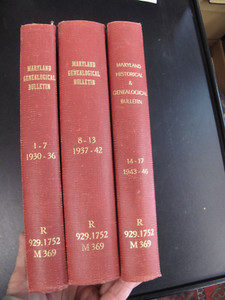 MARYLAND
GENEALOGICAL
BULLETIN
1-7
1930-36
R
929.1752
M369
MARYLAND
GENEALOGICAL
BULLETIN
8-13
1937-42
R
929.1752
M369
MARYLAND
HISTORICAL
&
GENEALOGICAL
BULLETIN
14-17
1943-46
R
929.1752
M369